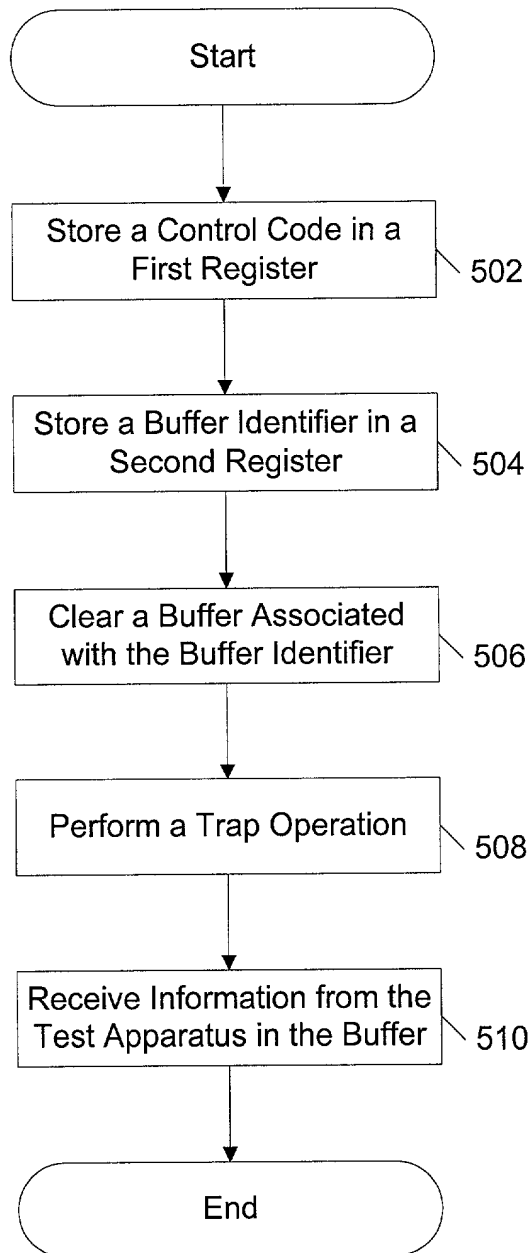 Start
Store a Control Code in a
First Register
502
Store a Buffer Identifier in a
Second Register
504
Clear a Buffer Associated
with the Buffer Identifier
506
Perform a Trap Operation
508
Receive Information from the
Test Apparatus in the Buffer
510
End